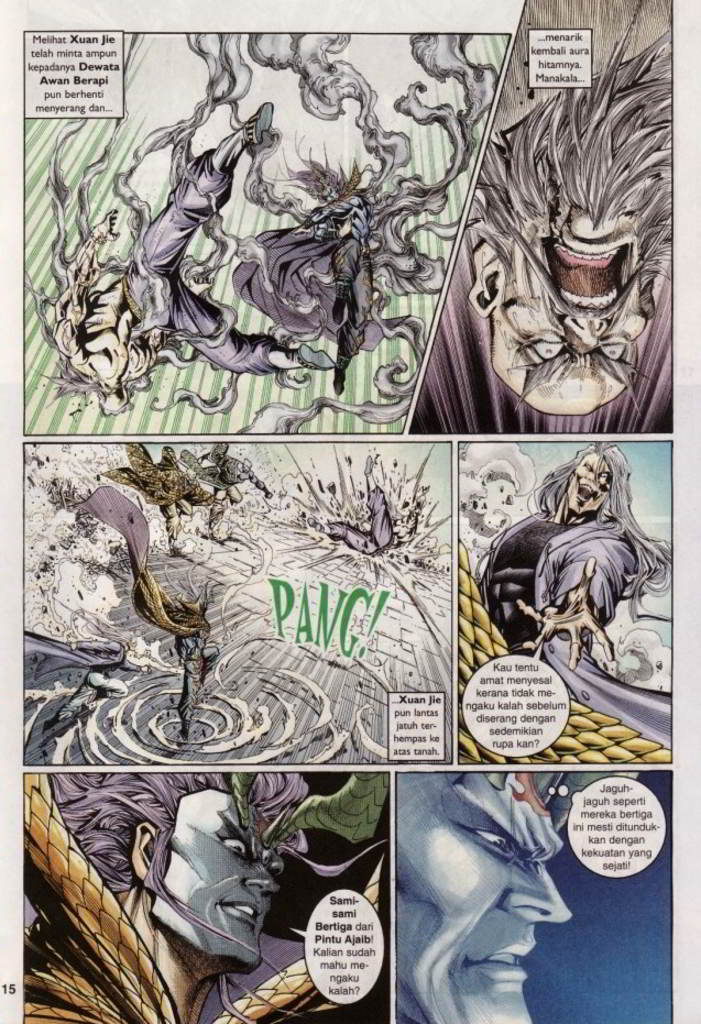 Melihat Xuan Jie
telah minta ampun
kepadanya Dewata
Awan Berapi
pun berhenti
menyerang dan...
...menarik
kembali aura
hitamnya.
Manakala...
PANG!
...Xuan Jie
pun lantas
jatuh ter-
hempas ke
atas tanah.
Kau tentu
amat menyesal
kerana tidak me-
ngaku kalah sebelum
diserang dengan
sedemikian
rupa kan?
Sami-
sami
Bertiga dari
Pintu Ajaib!
Kalian sudah
mahu me-
ngaku
kalah?
Jaguh-
jaguh seperti
mereka bertiga
ini mesti ditunduk-
kan dengan
kekuatan yang
sejati!
15